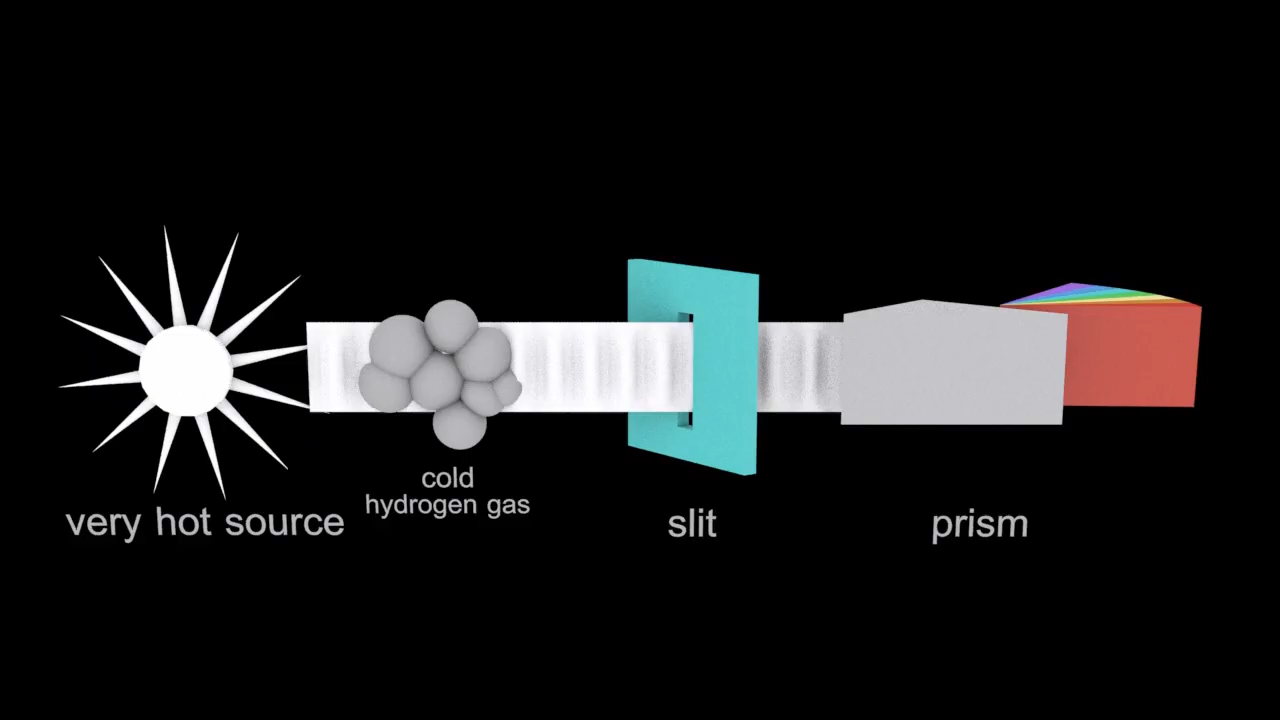 very hot source
cold
hydrogen gas
slit
prism